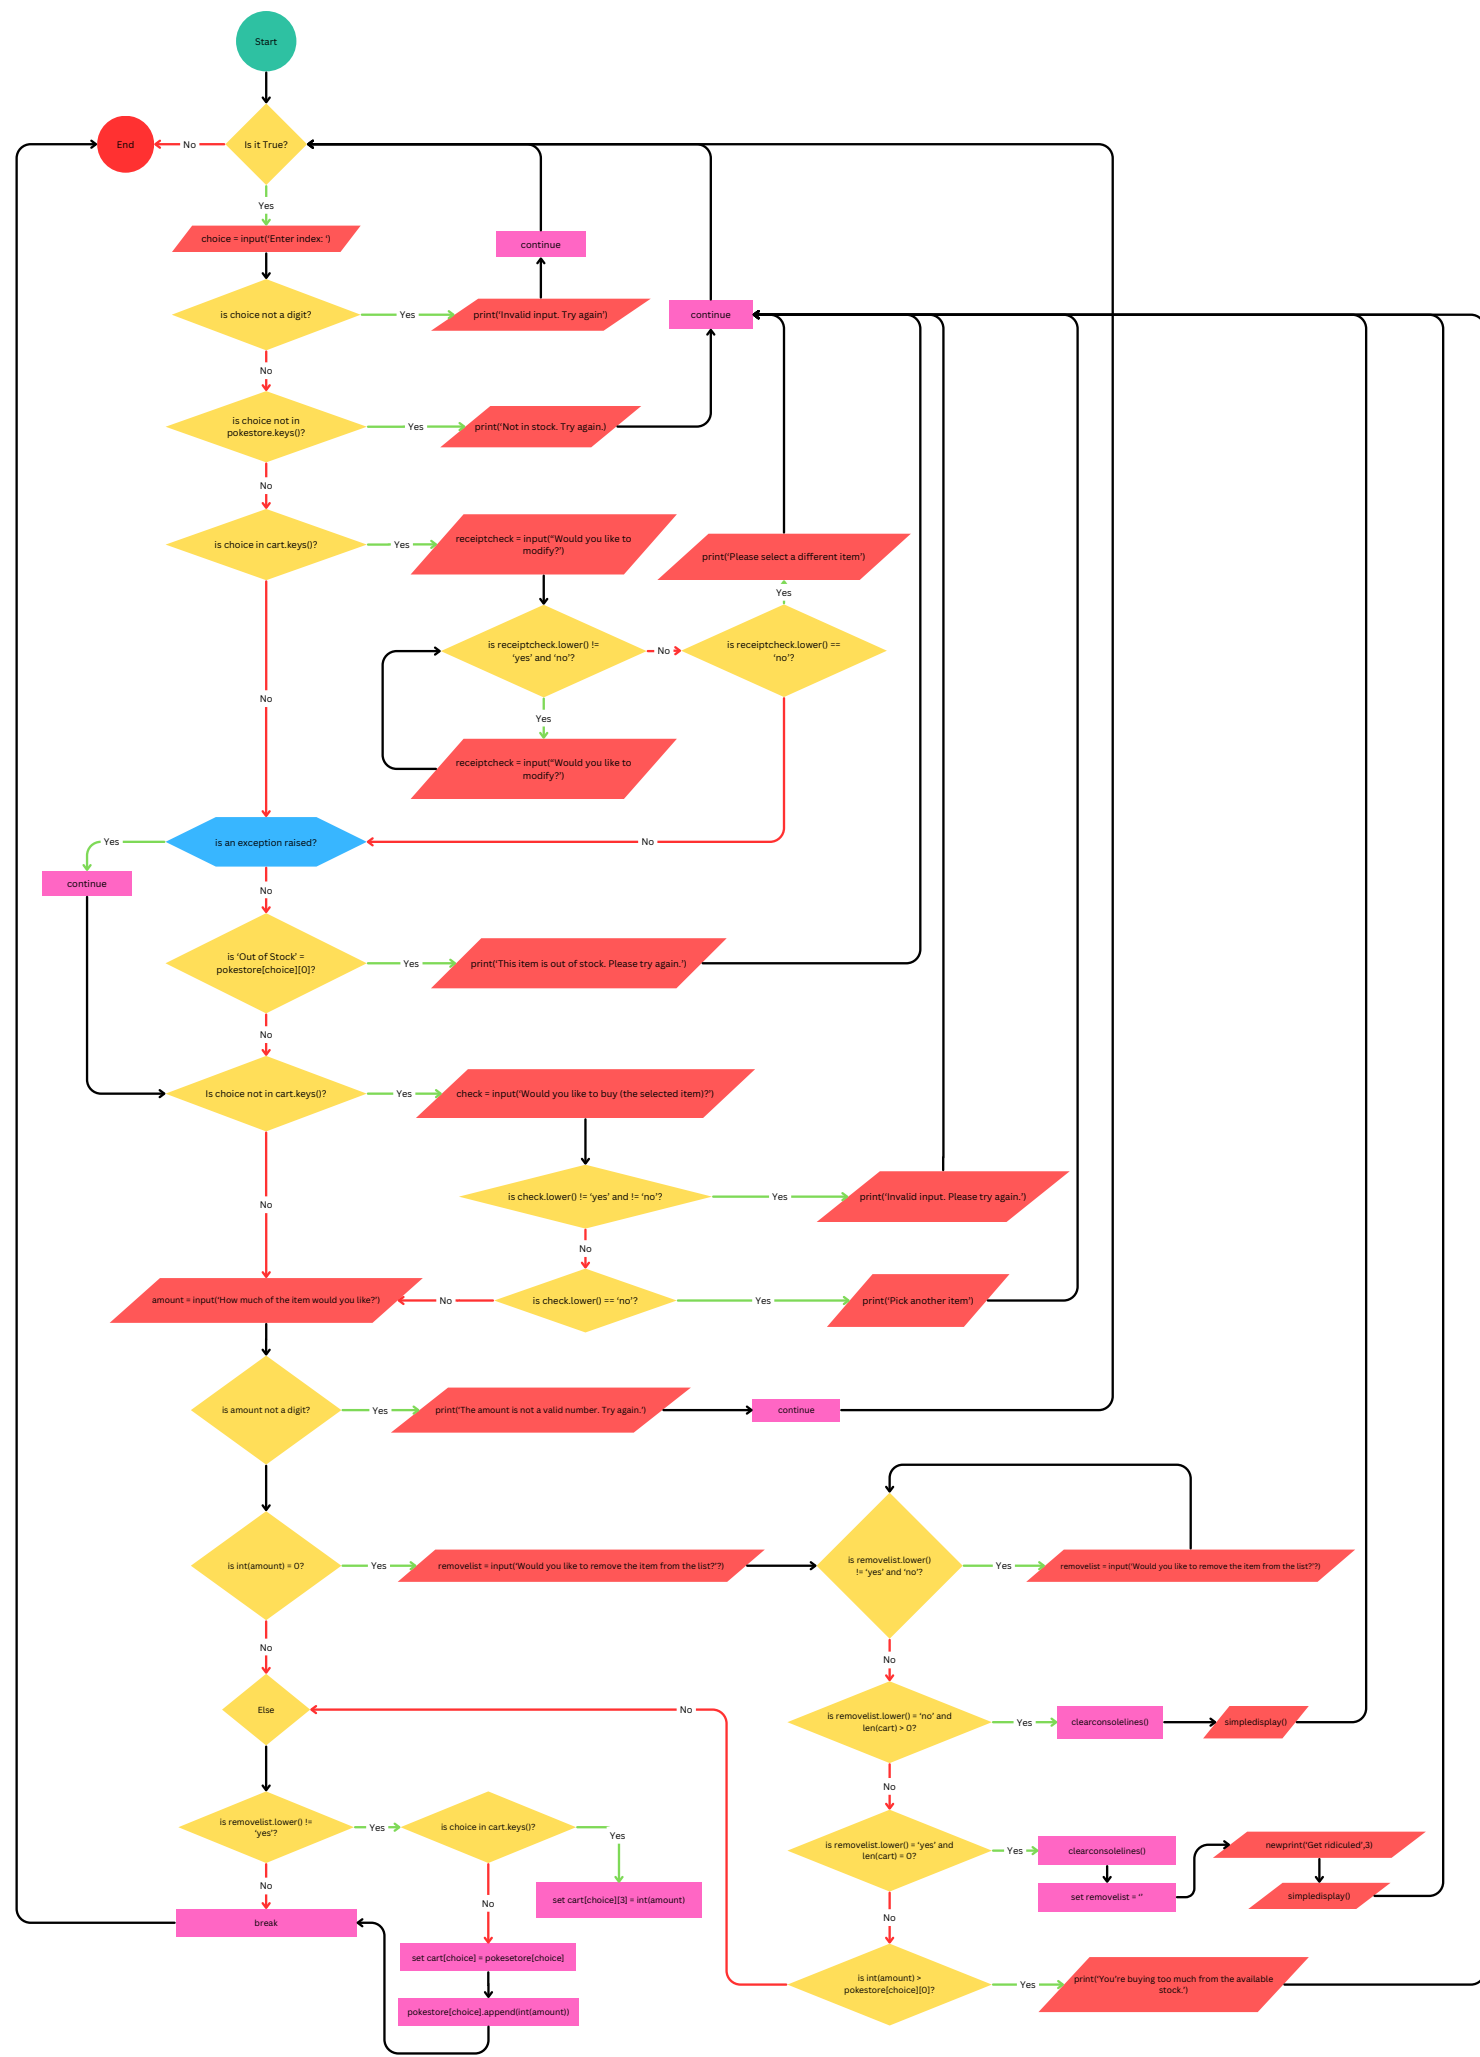 Start
End
No
Is it True?
Yes
choice = input(‘Enter index: ’)
continue
is choice not a digit?
Yes
print(‘Invalid input. Try again’)
continue
No
is choice not in
pokestore.keys()?
Yes
print(‘Not in stock. Try again.)
No
is choice in cart.keys()?
Yes
receiptcheck = input(“Would you like to
modify?’)
print(‘Please select a different item’)
Yes
is receiptcheck.lower() !=
‘yes’ and ‘no’?
No
is receiptcheck.lower() ==
‘no’?
No
Yes
receiptcheck = input(“Would you like to
modify?’)
Yes
is an exception raised?
No
continue
No
is ‘Out of Stock’ =
pokestore[choice][0]?
Yes
print(‘This item is out of stock. Please try again.’)
No
Is choice not in cart.keys()?
Yes
check = input(‘Would you like to buy (the selected item)?’)
No
is check.lower() != ‘yes’ and != ‘no’?
Yes
print(‘Invalid input. Please try again.’)
No
amount = input(‘How much of the item would you like?’)
No
is check.lower() == ‘no’?
Yes
print(‘Pick another item’)
is amount not a digit?
Yes
print(‘The amount is not a valid number. Try again.’)
continue
is int(amount) = 0?
Yes
removelist = input(‘Would you like to remove the item from the list?’?)
is removelist.lower()
!= ‘yes’ and ‘no’?
Yes
removelist = input(‘Would you like to remove the item from the list?’?)
No
No
Else
No
is removelist.lower() = ‘no’ and
len(cart) > 0?
Yes
clearconsolelines()
simpledisplay()
No
is removelist.lower() !=
‘yes’?
Yes
is choice in cart.keys()?
Yes
is removelist.lower() = ‘yes’ and
len(cart) = 0?
Yes
clearconsolelines()
newprint(‘Get ridiculed’,3)
No
No
set cart[choice][3] = int(amount)
set removelist = ‘’
simpledisplay()
break
No
set cart[choice] = pokesetore[choice]
is int(amount) >
pokestore[choice][0]?
Yes
print(‘You’re buying too much from the available
stock.’)
pokestore[choice].append(int(amount))